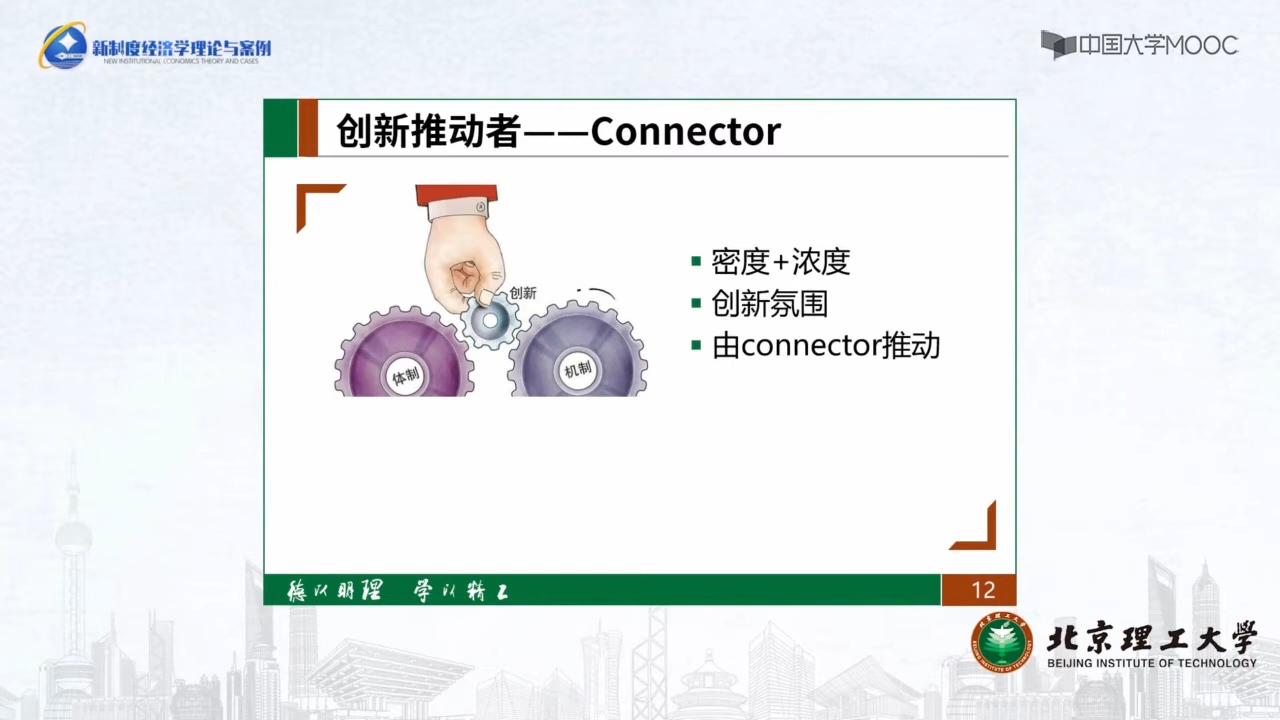 新制度经济学理论与案例
NEW INSTITUTIONAL ECONOMICS THEORY AND CASES
中国大学MOOC
创新推动者——Connector
创新
体制
机制
密度+浓度
创新氛围
由connector推动
德以明理 学以精工
12
北京理工大学
BEIJING INSTITUTE OF TECHNOLOGY